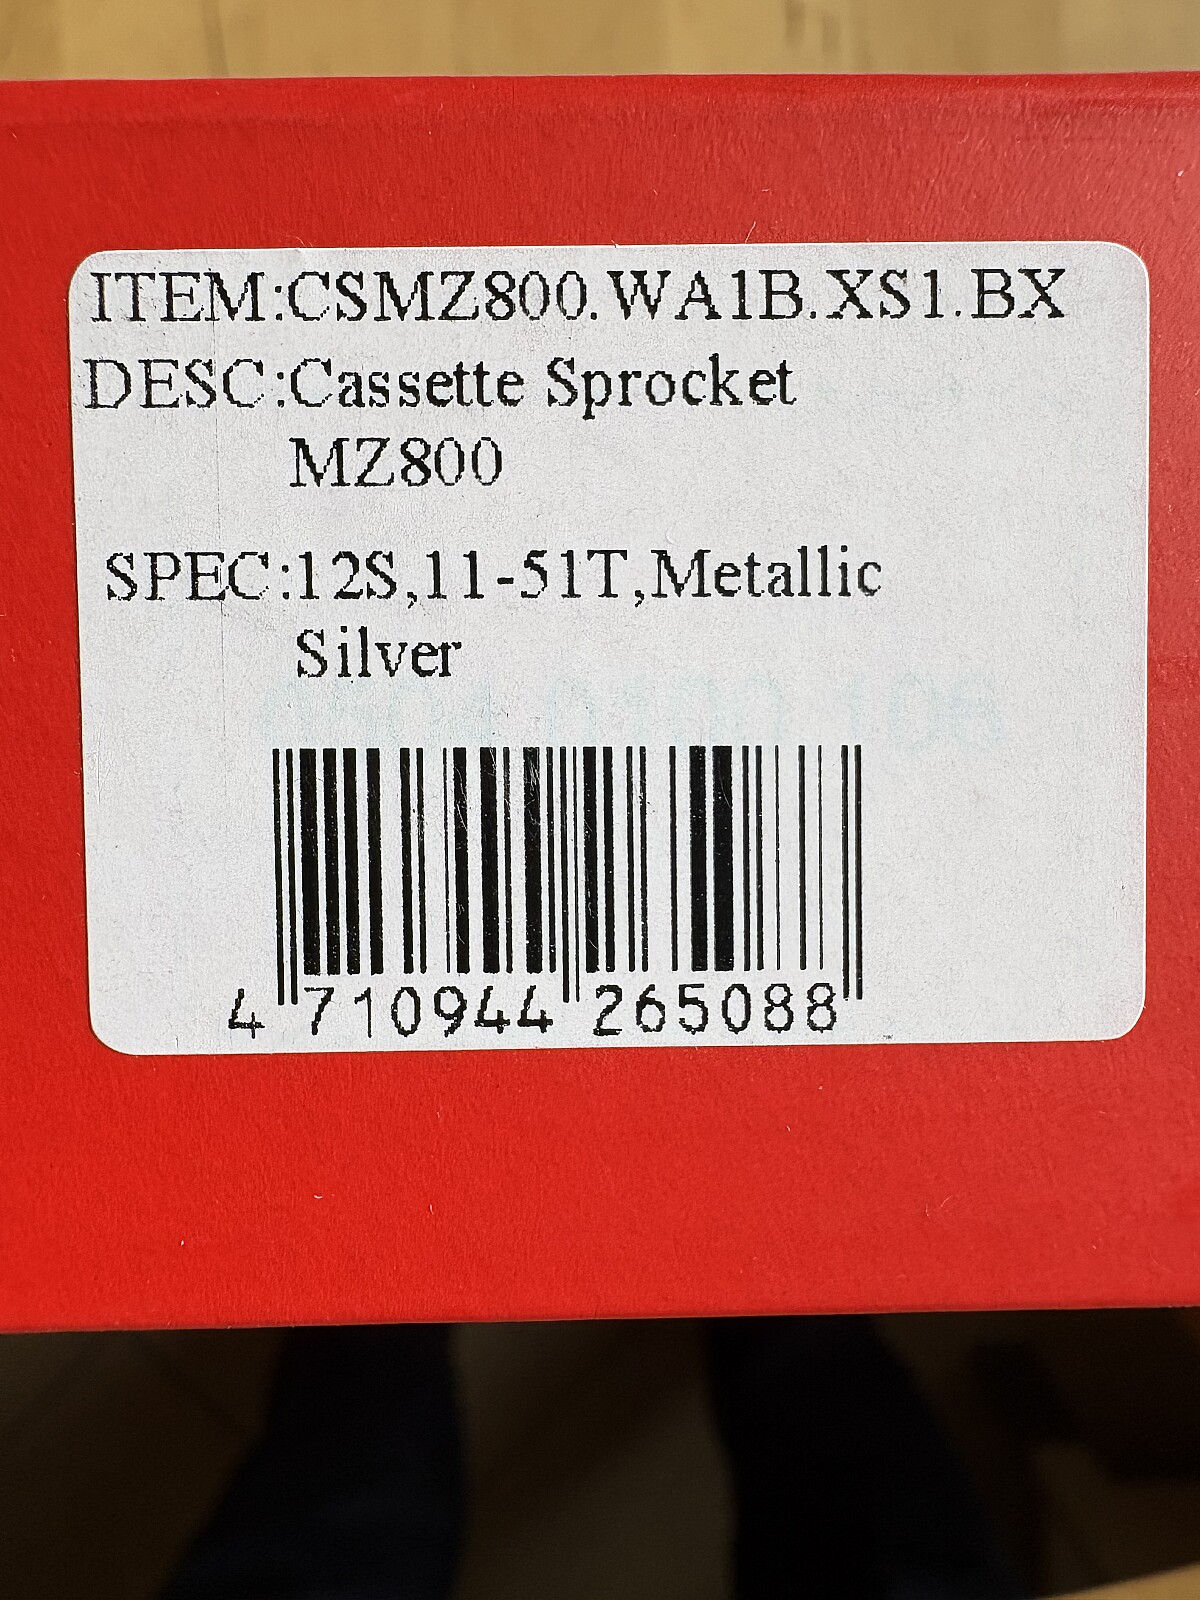 ITEM:CSMZ800.WA1B.XS1.BX
DESC:Cassette Sprocket
MZ800
SPEC:12S,11-51T,Metallic
Silver
4 710944 265088